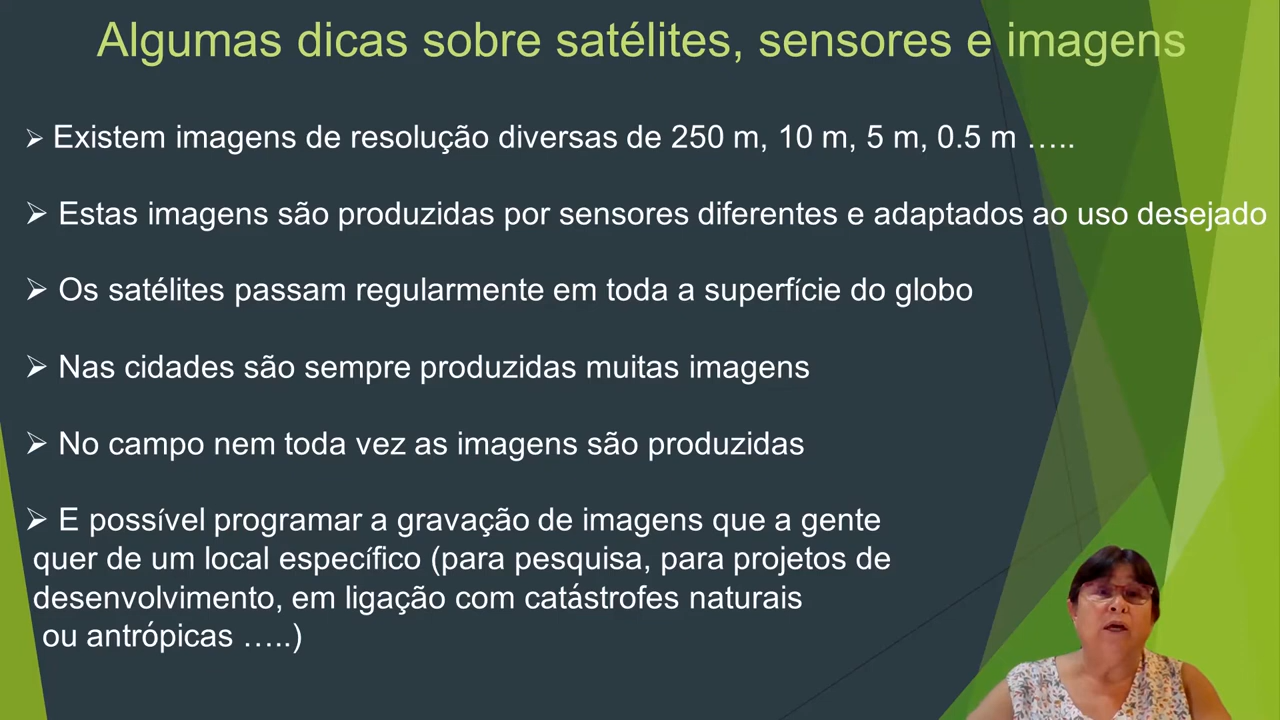 Algumas dicas sobre satélites, sensores e imagens
➢ Existem imagens de resolução diversas de 250 m, 10 m, 5 m, 0.5 m …..
➢ Estas imagens são produzidas por sensores diferentes e adaptados ao uso desejado
➢ Os satélites passam regularmente em toda a superfície do globo
➢ Nas cidades são sempre produzidas muitas imagens
➢ No campo nem toda vez as imagens são produzidas
➢ E possível programar a gravação de imagens que a gente
quer de um local específico (para pesquisa, para projetos de
desenvolvimento, em ligação com catástrofes naturais
ou antrópicas …..)